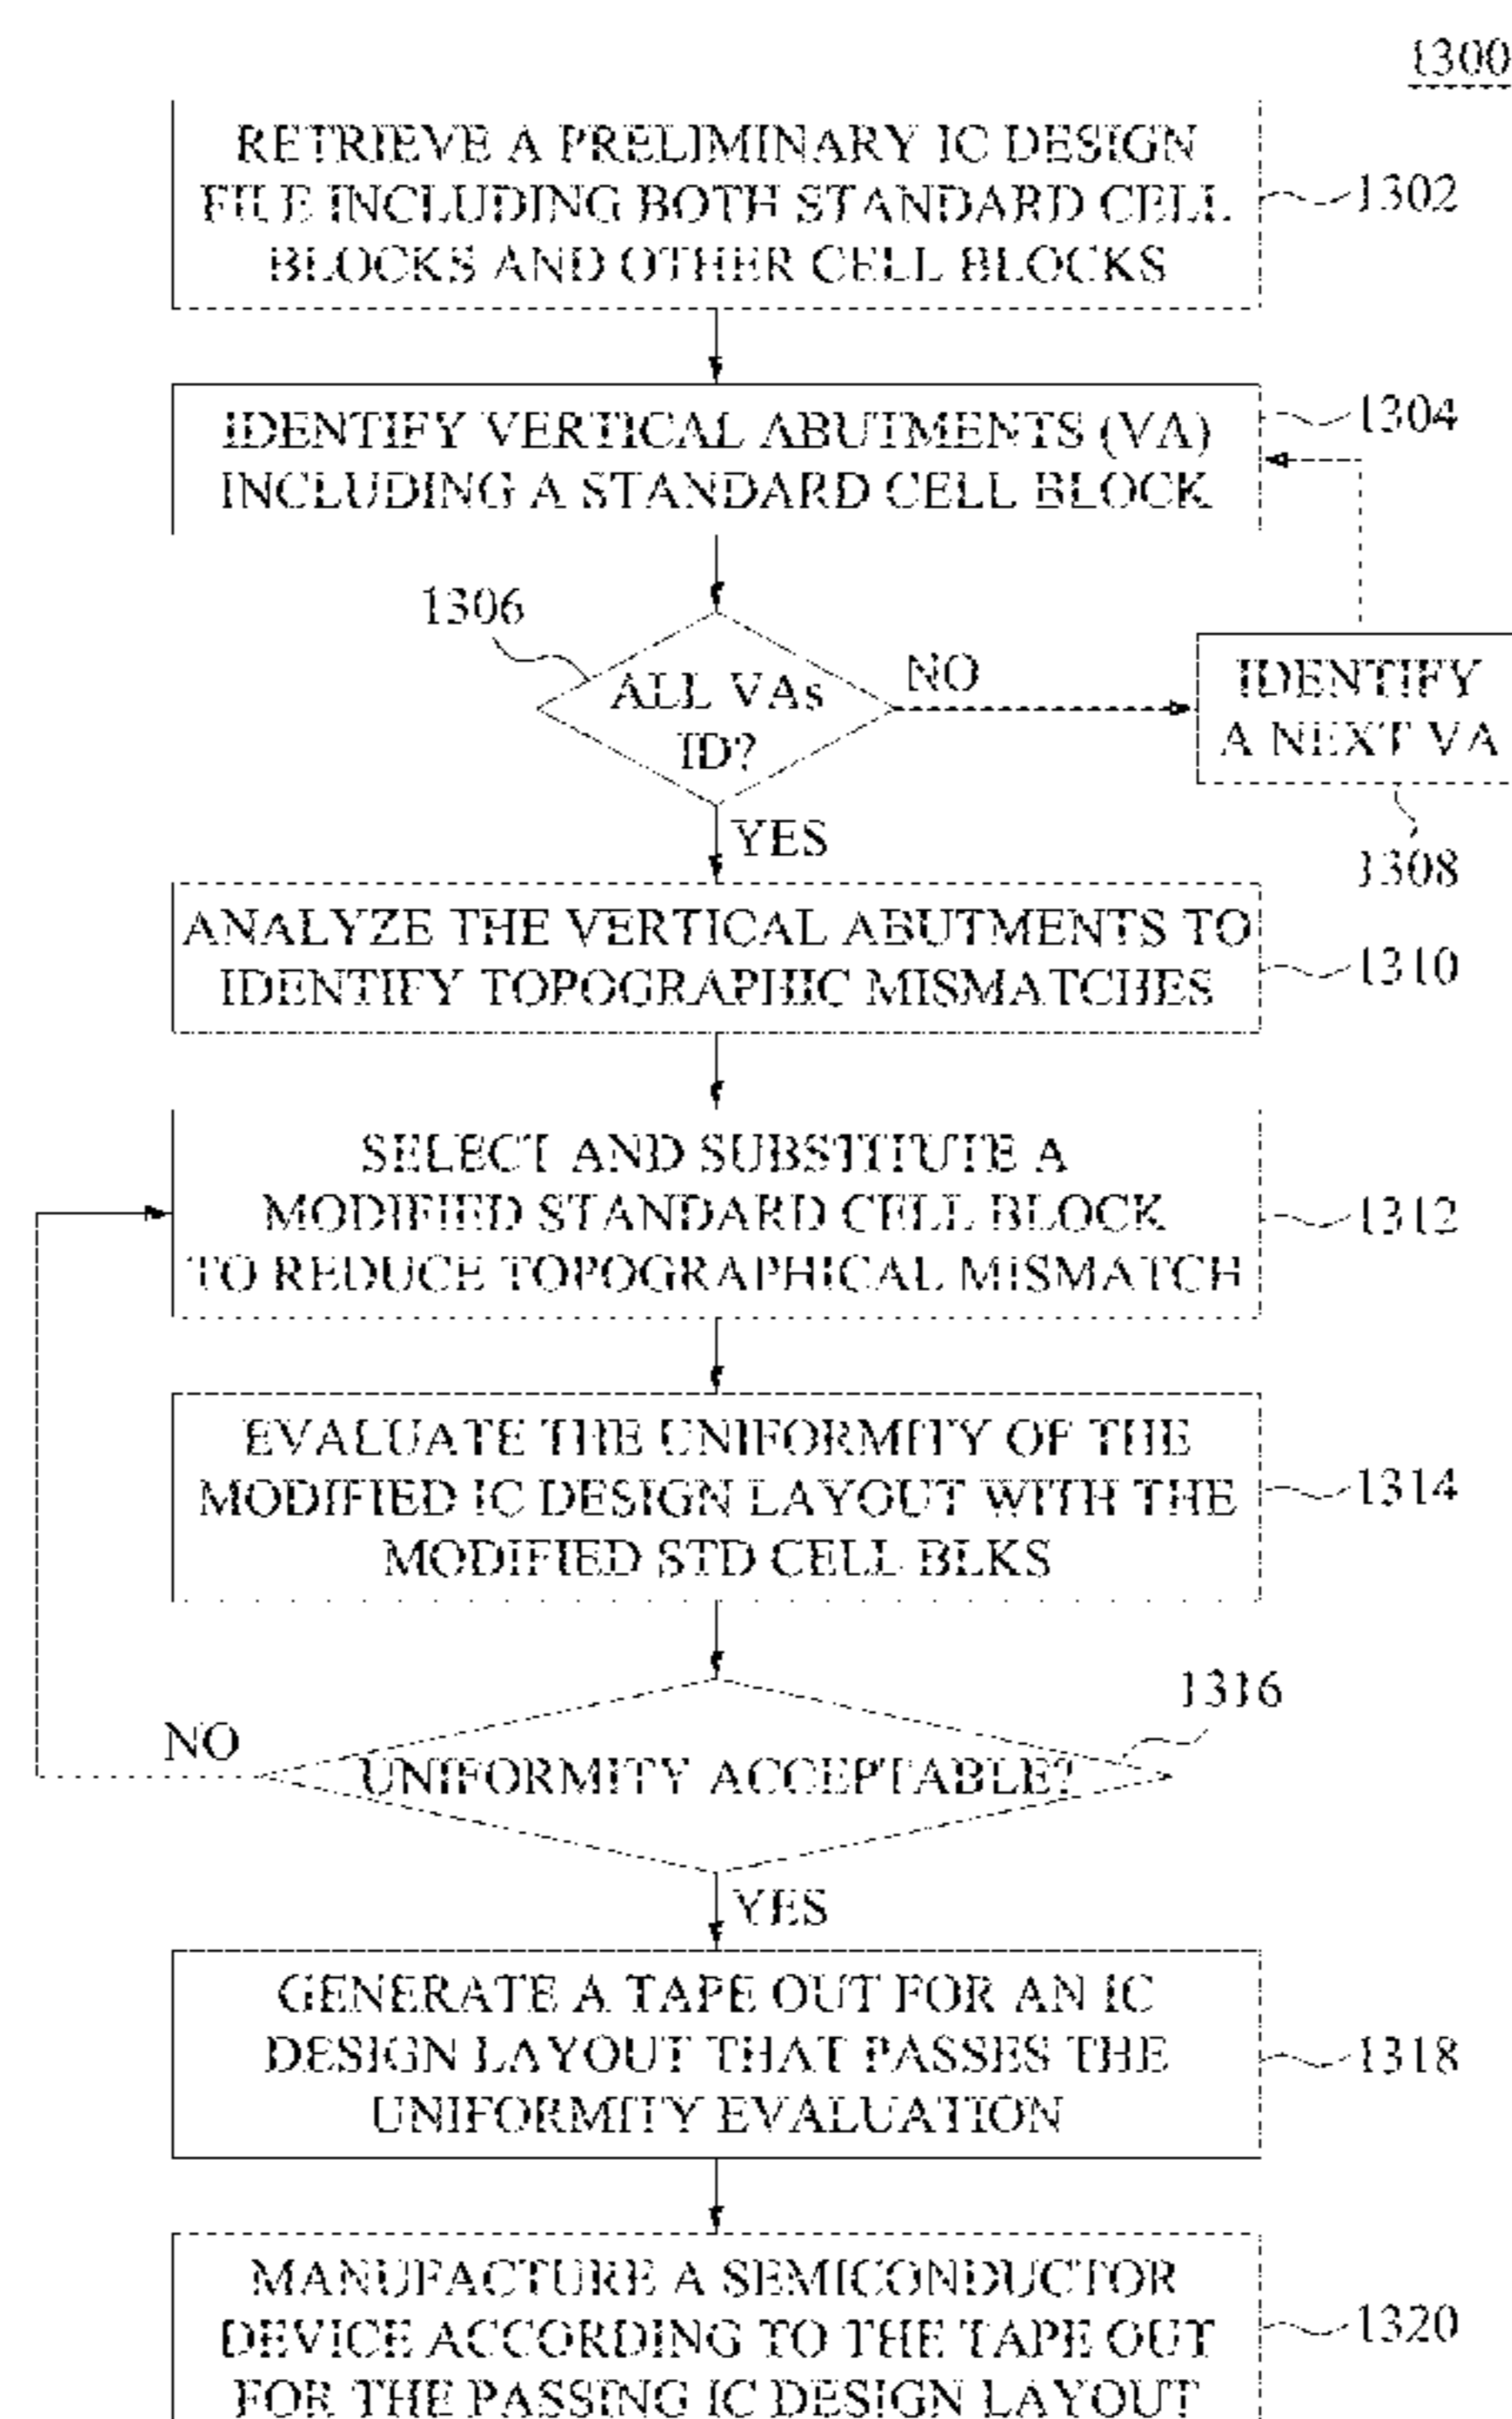 1300
RETRIEVE A PRELIMINARY IC DESIGN
FILE INCLUDING BOTH STANDARD CELL
BLOCKS AND OTHER CELL BLOCKS
1302
IDENTIFY VERTICAL ABUTMENTS (VA)
INCLUDING A STANDARD CELL BLOCK
1304
1306
ALL VAs
ID?
NO
IDENTIFY
A NEXT VA
1308
YES
ANALYZE THE VERTICAL ABUTMENTS TO
IDENTIFY TOPOGRAPHIC MISMATCHES
1310
SELECT AND SUBSTITUTE A
MODIFIED STANDARD CELL BLOCK
TO REDUCE TOPOGRAPHICAL MISMATCH
1312
EVALUATE THE UNIFORMITY OF THE
MODIFIED IC DESIGN LAYOUT WITH THE
MODIFIED STD CELL BLKS
1314
1316
NO
UNIFORMITY ACCEPTABLE?
YES
GENERATE A TAPE OUT FOR AN IC
DESIGN LAYOUT THAT PASSES THE
UNIFORMITY EVALUATION
1318
MANUFACTURE A SEMICONDUCTOR
DEVICE ACCORDING TO THE TAPE OUT
FOR THE PASSING IC DESIGN LAYOUT
1320